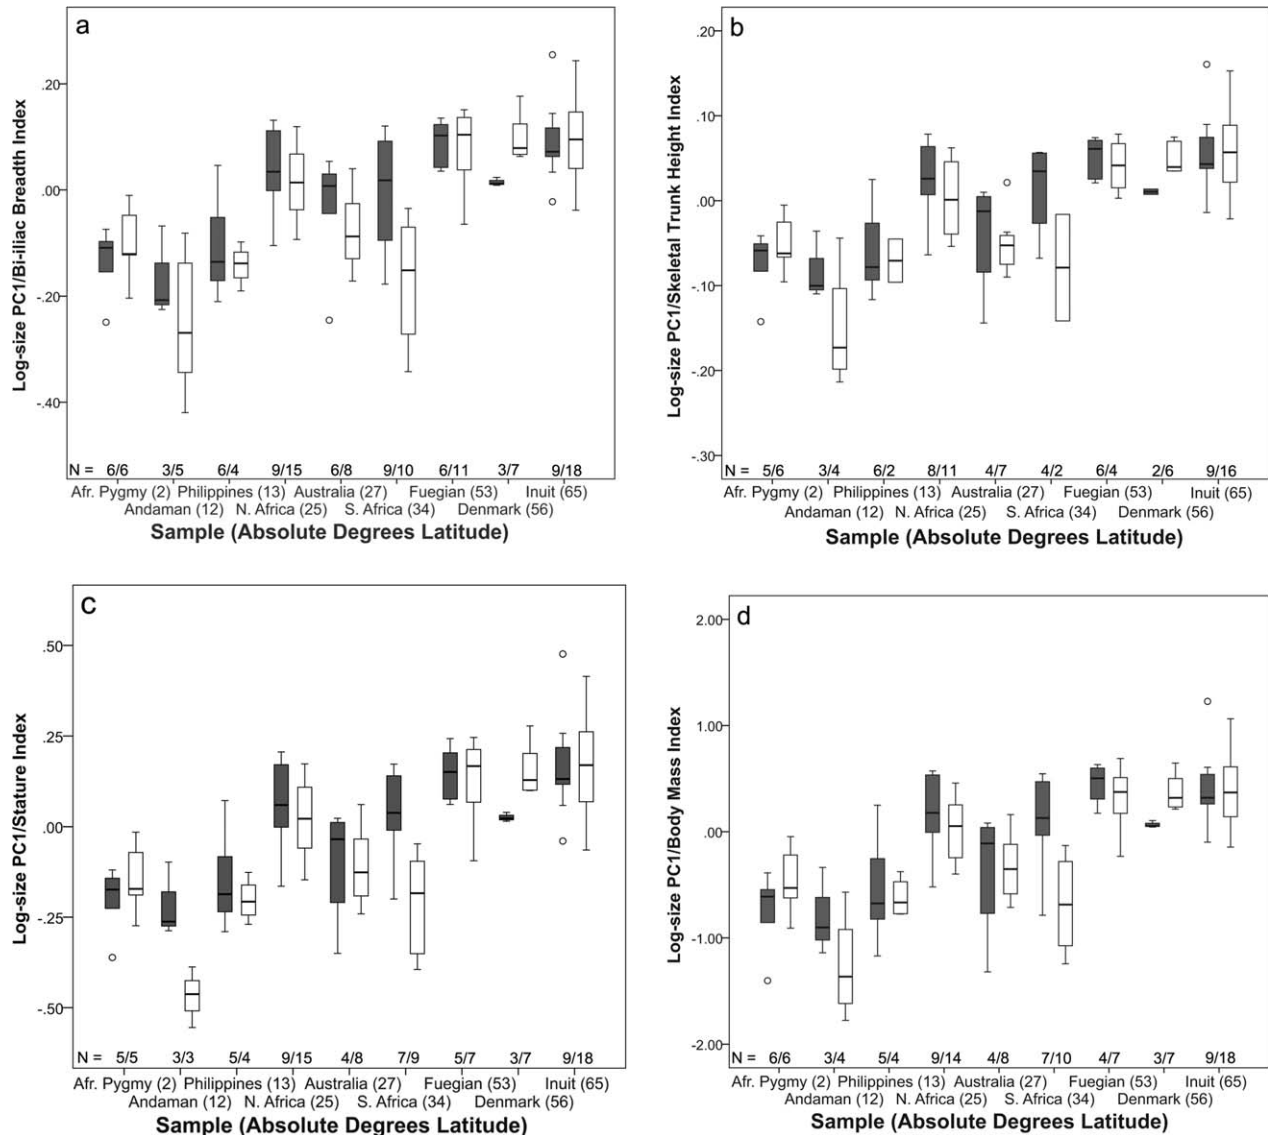 a
Log-size PC1/Bi-iliac Breadth Index
.20
.00
-.20
-.40
N = 6/6 3/5 6/4 9/15 6/8 9/10 6/11 3/7 9/18
Afr. Pygmy (2) Philippines (13) Australia (27) Fuegian (53) Inuit (65)
Andaman (12) N. Africa (25) S. Africa (34) Denmark (56)
Sample (Absolute Degrees Latitude)
b
Log-size PC1/Skeletal Trunk Height Index
.20
.10
.00
-.10
-.20
-.30
N = 5/6 3/4 6/2 8/11 4/7 4/2 6/4 2/6 9/16
Afr. Pygmy (2) Philippines (13) Australia (27) Fuegian (53) Inuit (65)
Andaman (12) N. Africa (25) S. Africa (34) Denmark (56)
Sample (Absolute Degrees Latitude)
c
Log-size PC1/Stature Index
.50
.25
.00
-.25
-.50
N = 5/5 3/3 5/4 9/15 4/8 7/9 5/7 3/7 9/18
Afr. Pygmy (2) Philippines (13) Australia (27) Fuegian (53) Inuit (65)
Andaman (12) N. Africa (25) S. Africa (34) Denmark (56)
Sample (Absolute Degrees Latitude)
d
Log-size PC1/Body Mass Index
2.00
1.00
.00
-1.00
-2.00
N = 6/6 3/4 5/4 9/14 4/8 7/10 4/7 3/7 9/18
Afr. Pygmy (2) Philippines (13) Australia (27) Fuegian (53) Inuit (65)
Andaman (12) N. Africa (25) S. Africa (34) Denmark (56)
Sample (Absolute Degrees Latitude)